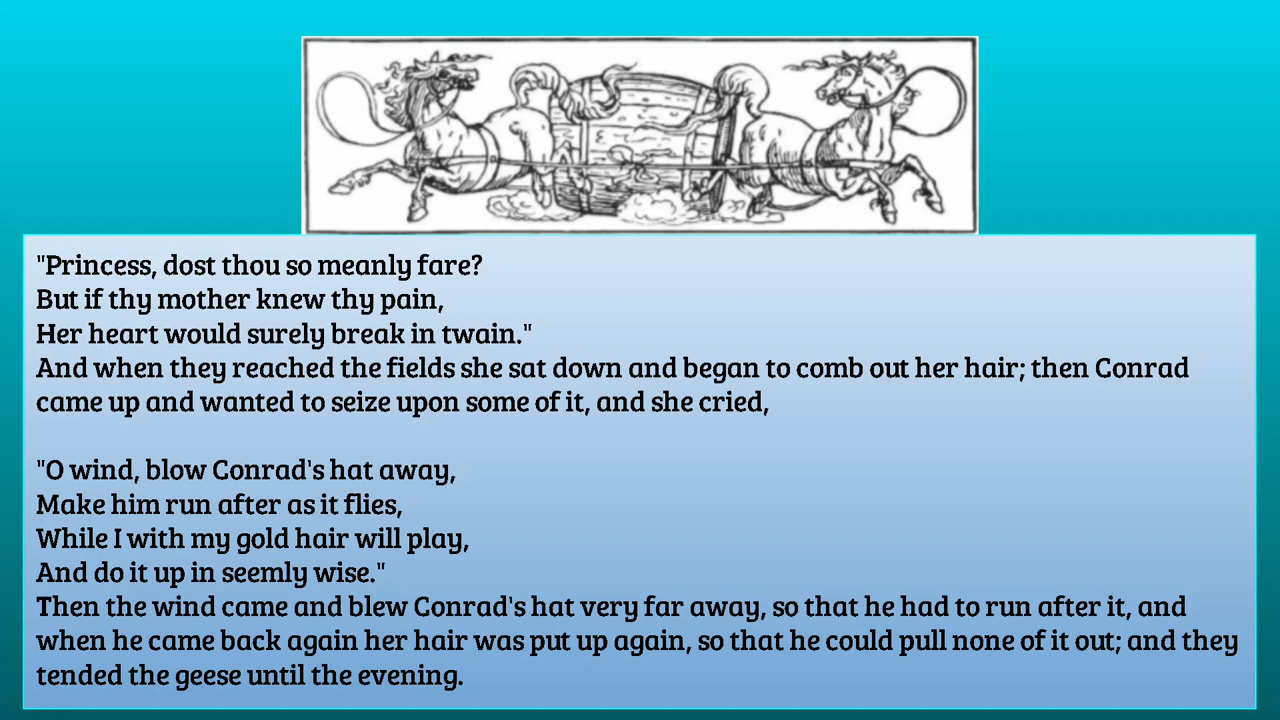 "Princess, dost thou so meanly fare?
But if thy mother knew thy pain,
Her heart would surely break in twain."
And when they reached the fields she sat down and began to comb out her hair; then Conrad
came up and wanted to seize upon some of it, and she cried,
"O wind, blow Conrad's hat away,
Make him run after as it flies,
While I with my gold hair will play,
And do it up in seemly wise."
Then the wind came and blew Conrad's hat very far away, so that he had to run after it, and
when he came back again her hair was put up again, so that he could pull none of it out; and they
tended the geese until the evening.